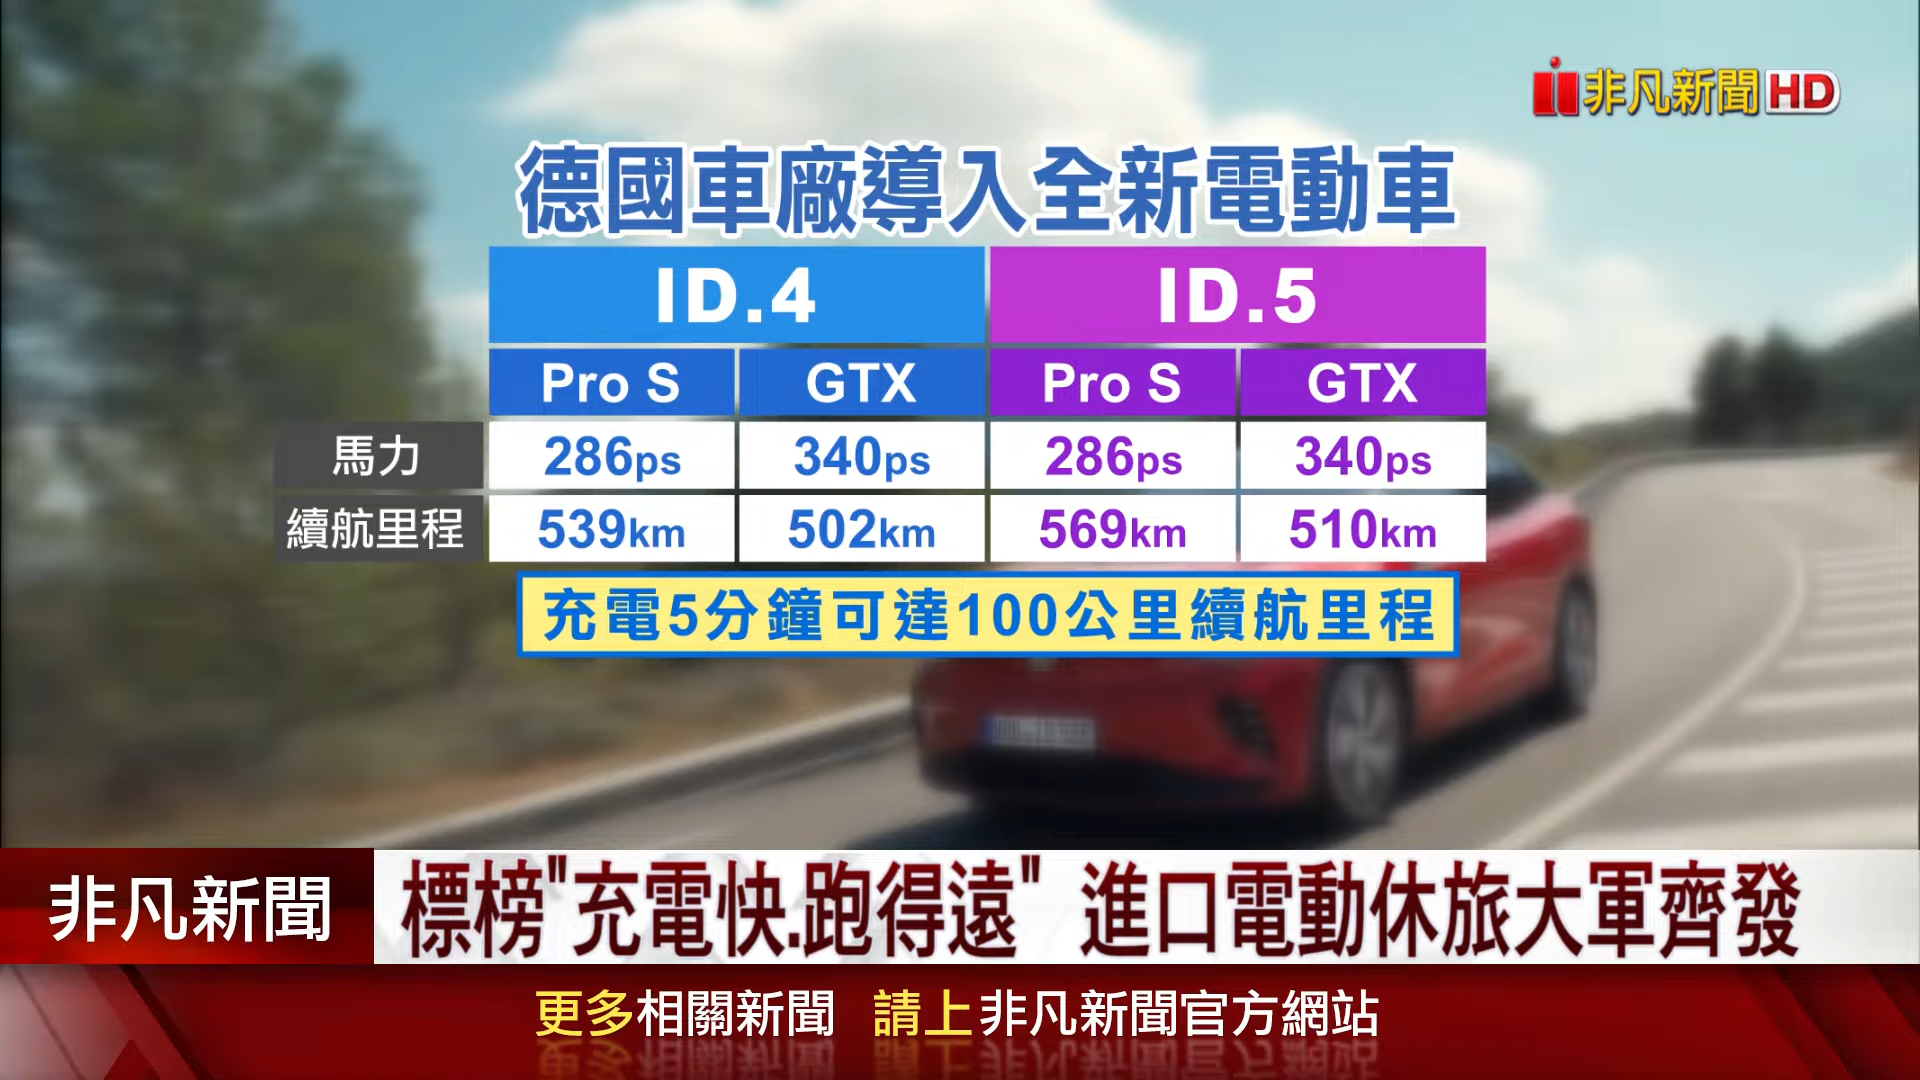 非凡新聞HD
德國車廠導入全新電動車
ID.4 ID.5
Pro S GTX Pro S GTX
馬力 286ps 340ps 286ps 340ps
續航里程 539km 502km 569km 510km
充電5分鐘可達100公里續航里程
非凡新聞 標榜"充電快.跑得遠" 進口電動休旅大軍齊發
更多相關新聞 請上非凡新聞官方網站